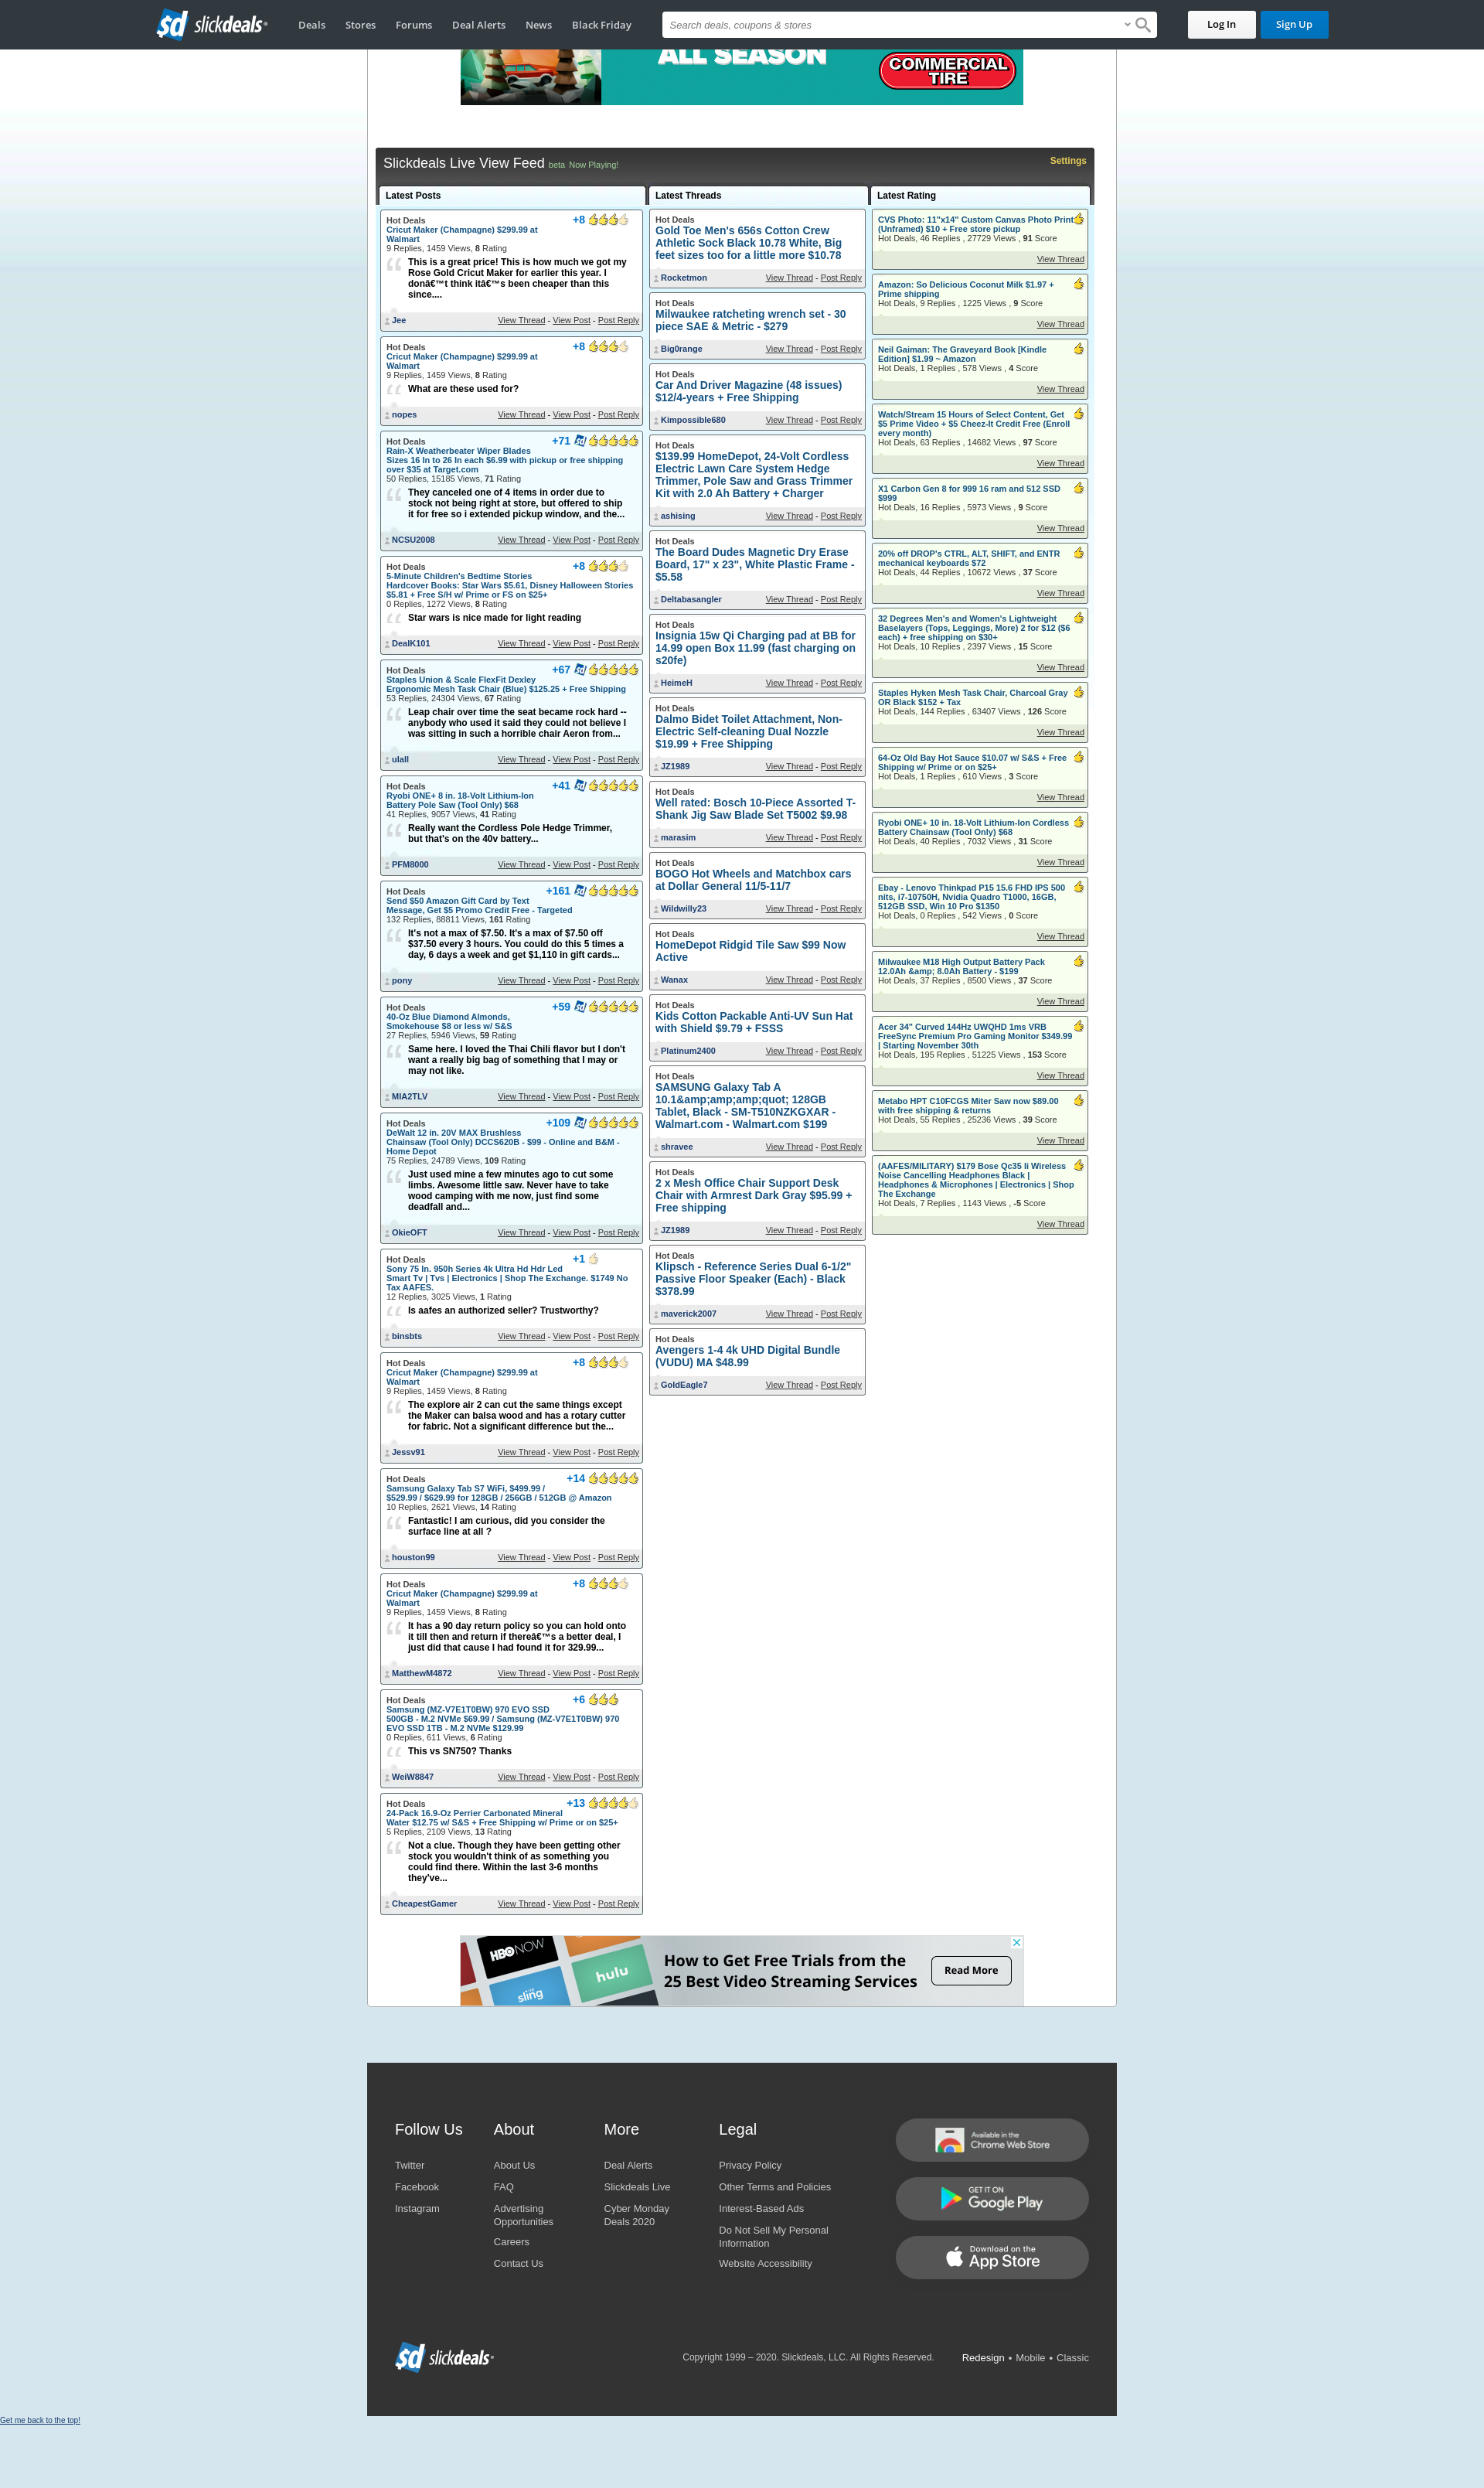 slickdeals
Deals Stores Forums Deal Alerts News Black Friday
Search deals, coupons & stores
Log In
Sign Up
ALL SEASON
COMMERCIAL
TIRE
Slickdeals Live View Feed beta Now Playing!
Settings
Latest Posts
Hot Deals
+8
Cricut Maker (Champagne) $299.99 at
Walmart
9 Replies, 1459 Views, 8 Rating
This is a great price! This is how much we got my
Rose Gold Cricut Maker for earlier this year. I
donâ€™t think itâ€™s been cheaper than this
since....
Jee View Thread - View Post - Post Reply
Hot Deals
+8
Cricut Maker (Champagne) $299.99 at
Walmart
9 Replies, 1459 Views, 8 Rating
What are these used for?
nopes View Thread - View Post - Post Reply
Hot Deals
+71
Rain-X Weatherbeater Wiper Blades
Sizes 16 In to 26 In each $6.99 with pickup or free shipping
over $35 at Target.com
50 Replies, 15185 Views, 71 Rating
They canceled one of 4 items in order due to
stock not being right at store, but offered to ship
it for free so i extended pickup window, and the...
NCSU2008 View Thread - View Post - Post Reply
Hot Deals
+8
5-Minute Children's Bedtime Stories
Hardcover Books: Star Wars $5.61, Disney Halloween Stories
$5.81 + Free S/H w/ Prime or FS on $25+
0 Replies, 1272 Views, 8 Rating
Star wars is nice made for light reading
DealK101 View Thread - View Post - Post Reply
Hot Deals
+67
Staples Union & Scale FlexFit Dexley
Ergonomic Mesh Task Chair (Blue) $125.25 + Free Shipping
53 Replies, 24304 Views, 67 Rating
Leap chair over time the seat became rock hard --
anybody who used it said they could not believe I
was sitting in such a horrible chair Aeron from...
ulall View Thread - View Post - Post Reply
Hot Deals
+41
Ryobi ONE+ 8 in. 18-Volt Lithium-Ion
Battery Pole Saw (Tool Only) $68
41 Replies, 9057 Views, 41 Rating
Really want the Cordless Pole Hedge Trimmer,
but that's on the 40v battery...
PFM8000 View Thread - View Post - Post Reply
Hot Deals
+161
Send $50 Amazon Gift Card by Text
Message, Get $5 Promo Credit Free - Targeted
132 Replies, 88811 Views, 161 Rating
It's not a max of $7.50. It's a max of $7.50 off
$37.50 every 3 hours. You could do this 5 times a
day, 6 days a week and get $1,110 in gift cards...
pony View Thread - View Post - Post Reply
Hot Deals
+59
40-Oz Blue Diamond Almonds,
Smokehouse $8 or less w/ S&S
27 Replies, 5946 Views, 59 Rating
Same here. I loved the Thai Chili flavor but I don't
want a really big bag of something that I may or
may not like.
MIA2TLV View Thread - View Post - Post Reply
Hot Deals
+109
DeWalt 12 in. 20V MAX Brushless
Chainsaw (Tool Only) DCCS620B - $99 - Online and B&M -
Home Depot
75 Replies, 24789 Views, 109 Rating
Just used mine a few minutes ago to cut some
limbs. Awesome little saw. Never have to take
wood camping with me now, just find some
deadfall and...
OkieOFT View Thread - View Post - Post Reply
Hot Deals
+1
Sony 75 In. 950h Series 4k Ultra Hd Hdr Led
Smart Tv | Tvs | Electronics | Shop The Exchange. $1749 No
Tax AAFES.
12 Replies, 3025 Views, 1 Rating
Is aafes an authorized seller? Trustworthy?
binsbts View Thread - View Post - Post Reply
Hot Deals
+8
Cricut Maker (Champagne) $299.99 at
Walmart
9 Replies, 1459 Views, 8 Rating
The explore air 2 can cut the same things except
the Maker can balsa wood and has a rotary cutter
for fabric. Not a significant difference but the...
Jessv91 View Thread - View Post - Post Reply
Hot Deals
+14
Samsung Galaxy Tab S7 WiFi, $499.99 /
$529.99 / $629.99 for 128GB / 256GB / 512GB @ Amazon
10 Replies, 2621 Views, 14 Rating
Fantastic! I am curious, did you consider the
surface line at all ?
houston99 View Thread - View Post - Post Reply
Hot Deals
+8
Cricut Maker (Champagne) $299.99 at
Walmart
9 Replies, 1459 Views, 8 Rating
It has a 90 day return policy so you can hold onto
it till then and return if thereâ€™s a better deal, I
just did that cause I had found it for 329.99...
MatthewM4872 View Thread - View Post - Post Reply
Hot Deals
+6
Samsung (MZ-V7E1T0BW) 970 EVO SSD
500GB - M.2 NVMe $69.99 / Samsung (MZ-V7E1T0BW) 970
EVO SSD 1TB - M.2 NVMe $129.99
0 Replies, 611 Views, 6 Rating
This vs SN750? Thanks
WeiW8847 View Thread - View Post - Post Reply
Hot Deals
+13
24-Pack 16.9-Oz Perrier Carbonated Mineral
Water $12.75 w/ S&S + Free Shipping w/ Prime or on $25+
5 Replies, 2109 Views, 13 Rating
Not a clue. Though they have been getting other
stock you wouldn't think of as something you
could find there. Within the last 3-6 months
they've...
CheapestGamer View Thread - View Post - Post Reply
Latest Threads
Hot Deals
Gold Toe Men's 656s Cotton Crew
Athletic Sock Black 10.78 White, Big
feet sizes too for a little more $10.78
Rocketmon View Thread - Post Reply
Hot Deals
Milwaukee ratcheting wrench set - 30
piece SAE & Metric - $279
Big0range View Thread - Post Reply
Hot Deals
Car And Driver Magazine (48 issues)
$12/4-years + Free Shipping
Kimpossible680 View Thread - Post Reply
Hot Deals
$139.99 HomeDepot, 24-Volt Cordless
Electric Lawn Care System Hedge
Trimmer, Pole Saw and Grass Trimmer
Kit with 2.0 Ah Battery + Charger
ashising View Thread - Post Reply
Hot Deals
The Board Dudes Magnetic Dry Erase
Board, 17" x 23", White Plastic Frame -
$5.58
Deltabasangler View Thread - Post Reply
Hot Deals
Insignia 15w Qi Charging pad at BB for
14.99 open Box 11.99 (fast charging on
s20fe)
HeimeH View Thread - Post Reply
Hot Deals
Dalmo Bidet Toilet Attachment, Non-
Electric Self-cleaning Dual Nozzle
$19.99 + Free Shipping
JZ1989 View Thread - Post Reply
Hot Deals
Well rated: Bosch 10-Piece Assorted T-
Shank Jig Saw Blade Set T5002 $9.98
marasim View Thread - Post Reply
Hot Deals
BOGO Hot Wheels and Matchbox cars
at Dollar General 11/5-11/7
Wildwilly23 View Thread - Post Reply
Hot Deals
HomeDepot Ridgid Tile Saw $99 Now
Active
Wanax View Thread - Post Reply
Hot Deals
Kids Cotton Packable Anti-UV Sun Hat
with Shield $9.79 + FSSS
Platinum2400 View Thread - Post Reply
Hot Deals
SAMSUNG Galaxy Tab A
10.1&amp;amp;amp;quot; 128GB
Tablet, Black - SM-T510NZKGXAR -
Walmart.com - Walmart.com $199
shravee View Thread - Post Reply
Hot Deals
2 x Mesh Office Chair Support Desk
Chair with Armrest Dark Gray $95.99 +
Free shipping
JZ1989 View Thread - Post Reply
Hot Deals
Klipsch - Reference Series Dual 6-1/2"
Passive Floor Speaker (Each) - Black
$378.99
maverick2007 View Thread - Post Reply
Hot Deals
Avengers 1-4 4k UHD Digital Bundle
(VUDU) MA $48.99
GoldEagle7 View Thread - Post Reply
Latest Rating
CVS Photo: 11"x14" Custom Canvas Photo Print
(Unframed) $10 + Free store pickup
Hot Deals, 46 Replies , 27729 Views , 91 Score
View Thread
Amazon: So Delicious Coconut Milk $1.97 +
Prime shipping
Hot Deals, 9 Replies , 1225 Views , 9 Score
View Thread
Neil Gaiman: The Graveyard Book [Kindle
Edition] $1.99 ~ Amazon
Hot Deals, 1 Replies , 578 Views , 4 Score
View Thread
Watch/Stream 15 Hours of Select Content, Get
$5 Prime Video + $5 Cheez-It Credit Free (Enroll
every month)
Hot Deals, 63 Replies , 14682 Views , 97 Score
View Thread
X1 Carbon Gen 8 for 999 16 ram and 512 SSD
$999
Hot Deals, 16 Replies , 5973 Views , 9 Score
View Thread
20% off DROP's CTRL, ALT, SHIFT, and ENTR
mechanical keyboards $72
Hot Deals, 44 Replies , 10672 Views , 37 Score
View Thread
32 Degrees Men's and Women's Lightweight
Baselayers (Tops, Leggings, More) 2 for $12 ($6
each) + free shipping on $30+
Hot Deals, 10 Replies , 2397 Views , 15 Score
View Thread
Staples Hyken Mesh Task Chair, Charcoal Gray
OR Black $152 + Tax
Hot Deals, 144 Replies , 63407 Views , 126 Score
View Thread
64-Oz Old Bay Hot Sauce $10.07 w/ S&S + Free
Shipping w/ Prime or on $25+
Hot Deals, 1 Replies , 610 Views , 3 Score
View Thread
Ryobi ONE+ 10 in. 18-Volt Lithium-Ion Cordless
Battery Chainsaw (Tool Only) $68
Hot Deals, 40 Replies , 7032 Views , 31 Score
View Thread
Ebay - Lenovo Thinkpad P15 15.6 FHD IPS 500
nits, i7-10750H, Nvidia Quadro T1000, 16GB,
512GB SSD, Win 10 Pro $1350
Hot Deals, 0 Replies , 542 Views , 0 Score
View Thread
Milwaukee M18 High Output Battery Pack
12.0Ah &amp; 8.0Ah Battery - $199
Hot Deals, 37 Replies , 8500 Views , 37 Score
View Thread
Acer 34" Curved 144Hz UWQHD 1ms VRB
FreeSync Premium Pro Gaming Monitor $349.99
| Starting November 30th
Hot Deals, 195 Replies , 51225 Views , 153 Score
View Thread
Metabo HPT C10FCGS Miter Saw now $89.00
with free shipping & returns
Hot Deals, 55 Replies , 25236 Views , 39 Score
View Thread
(AAFES/MILITARY) $179 Bose Qc35 Ii Wireless
Noise Cancelling Headphones Black |
Headphones & Microphones | Electronics | Shop
The Exchange
Hot Deals, 7 Replies , 1143 Views , -5 Score
View Thread
HBO NOW
hulu
sling
How to Get Free Trials from the
25 Best Video Streaming Services
Read More
Follow Us
Twitter
Facebook
Instagram
About
About Us
FAQ
Advertising
Opportunities
Careers
Contact Us
More
Deal Alerts
Slickdeals Live
Cyber Monday
Deals 2020
Legal
Privacy Policy
Other Terms and Policies
Interest-Based Ads
Do Not Sell My Personal
Information
Website Accessibility
Available in the
Chrome Web Store
GET IT ON
Google Play
Download on the
App Store
slickdeals
Copyright 1999 – 2020. Slickdeals, LLC. All Rights Reserved.
Redesign • Mobile • Classic
Get me back to the top!